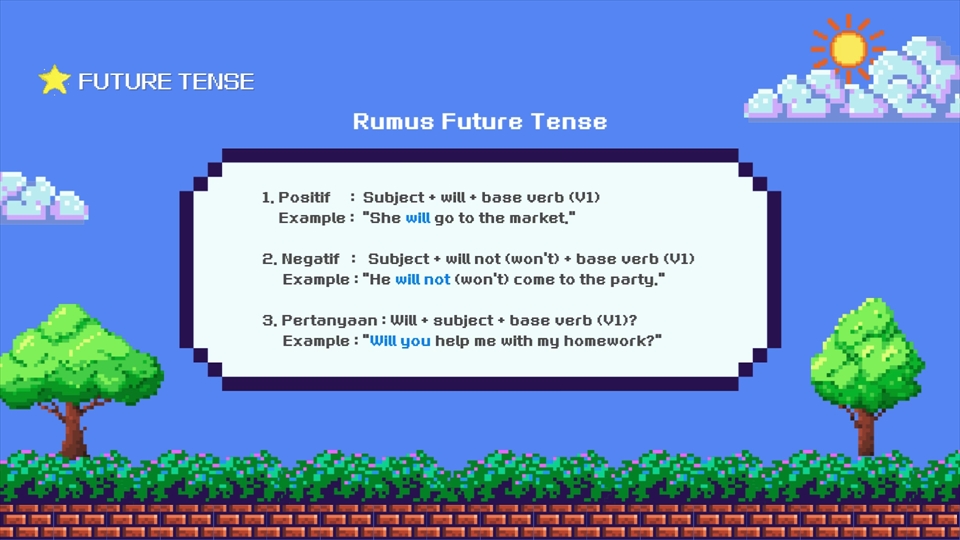 FUTURE TENSE
Rumus Future Tense
1. Positif : Subject + will + base verb (V1)
Example : "She will go to the market."
2. Negatif : Subject + will not (won't) + base verb (V1)
Example : "He will not (won't) come to the party."
3. Pertanyaan : Will + subject + base verb (V1)?
Example : "Will you help me with my homework?"